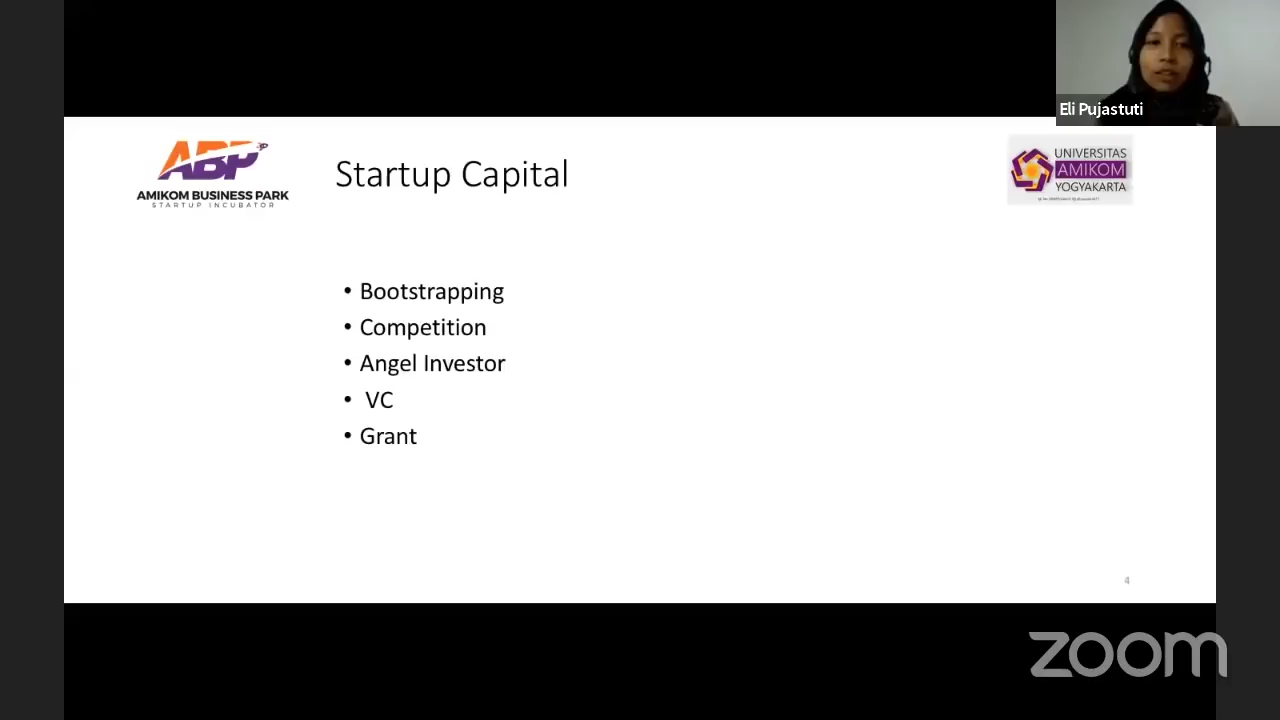 Eli Pujastuti
ABP
AMIKOM BUSINESS PARK
STARTUP INCUBATOR
Startup Capital
UNIVERSITAS
AMIKOM
YOGYAKARTA
• Bootstrapping
• Competition
• Angel Investor
• VC
• Grant
4
zoom